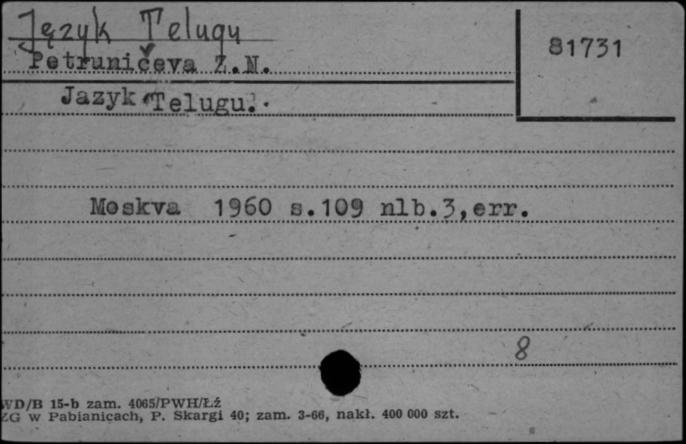 Język Telugu
81731
Petruničeva Z.N.
Jazyk Telugu.
Moskva 1960 s.109 nlb.3,err.
8
WD/B 15-b zam. 4065/PWH/Łź
ZG w Pabianicach, P. Skargi 40; zam. 3-66, nakł. 400 000 szt.